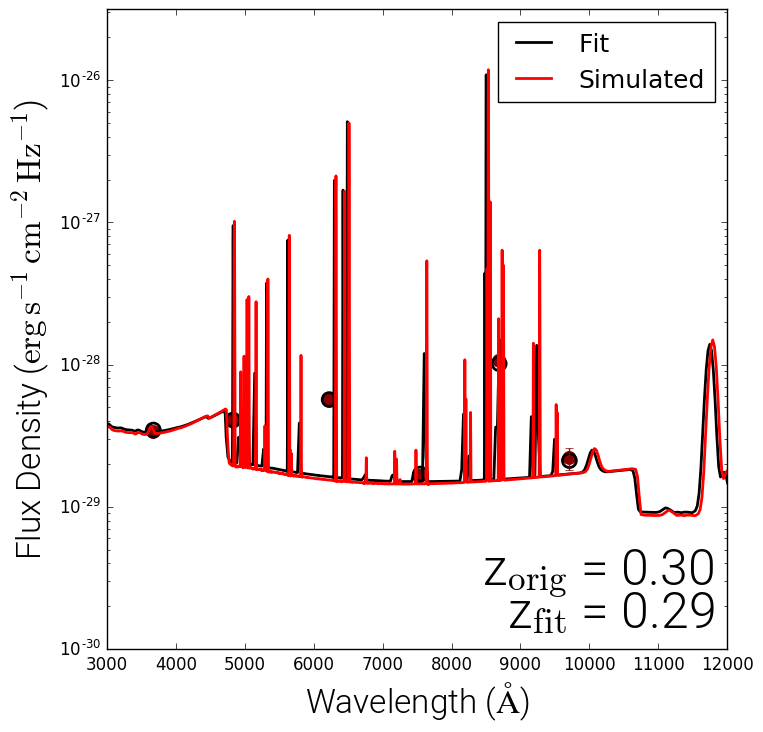 Fit
Simulated
10⁻²⁶
10⁻²⁷
10⁻²⁸
10⁻²⁹
10⁻³⁰
Flux Density (erg s⁻¹ cm⁻² Hz⁻¹)
z_orig = 0.30
z_fit = 0.29
3000 4000 5000 6000 7000 8000 9000 10000 11000 12000
Wavelength (Å)